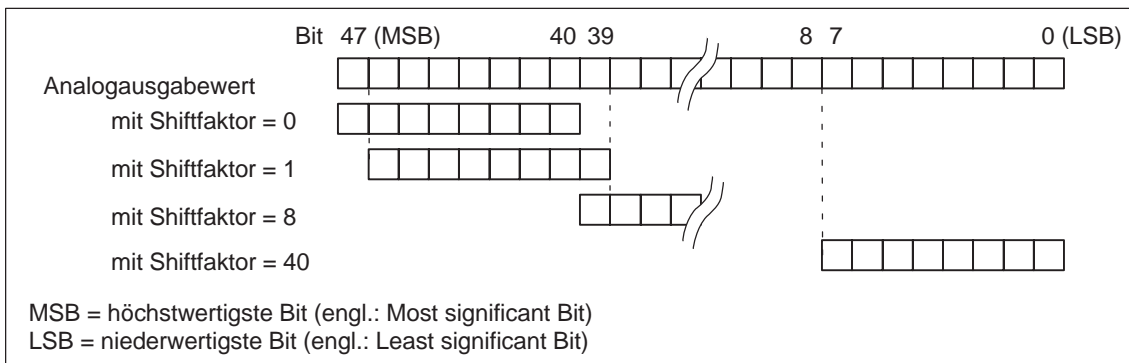 Bit 47 (MSB) 40 39 8 7 0 (LSB)
Analogausgabewert
mit Shiftfaktor = 0
mit Shiftfaktor = 1
mit Shiftfaktor = 8
mit Shiftfaktor = 40
MSB = höchstwertigste Bit (engl.: Most significant Bit)
LSB = niederwertigste Bit (engl.: Least significant Bit)